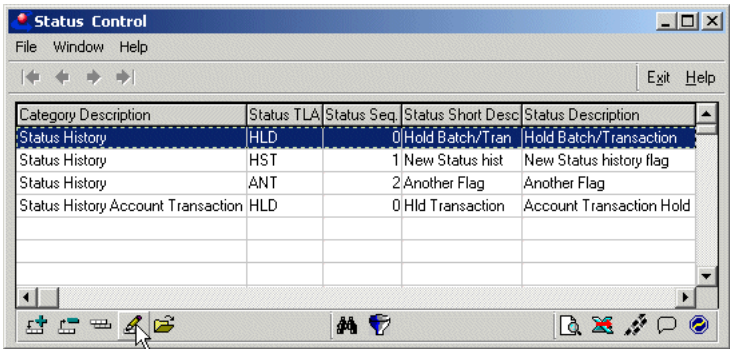 Status Control
File Window Help
Exit Help
Category Description Status TLA Status Seq. Status Short Desc Status Description
Status History HLD 0 Hold Batch/Tran Hold Batch/Transaction
Status History HST 1 New Status hist New Status history flag
Status History ANT 2 Another Flag Another Flag
Status History Account Transaction HLD 0 Hld Transaction Account Transaction Hold